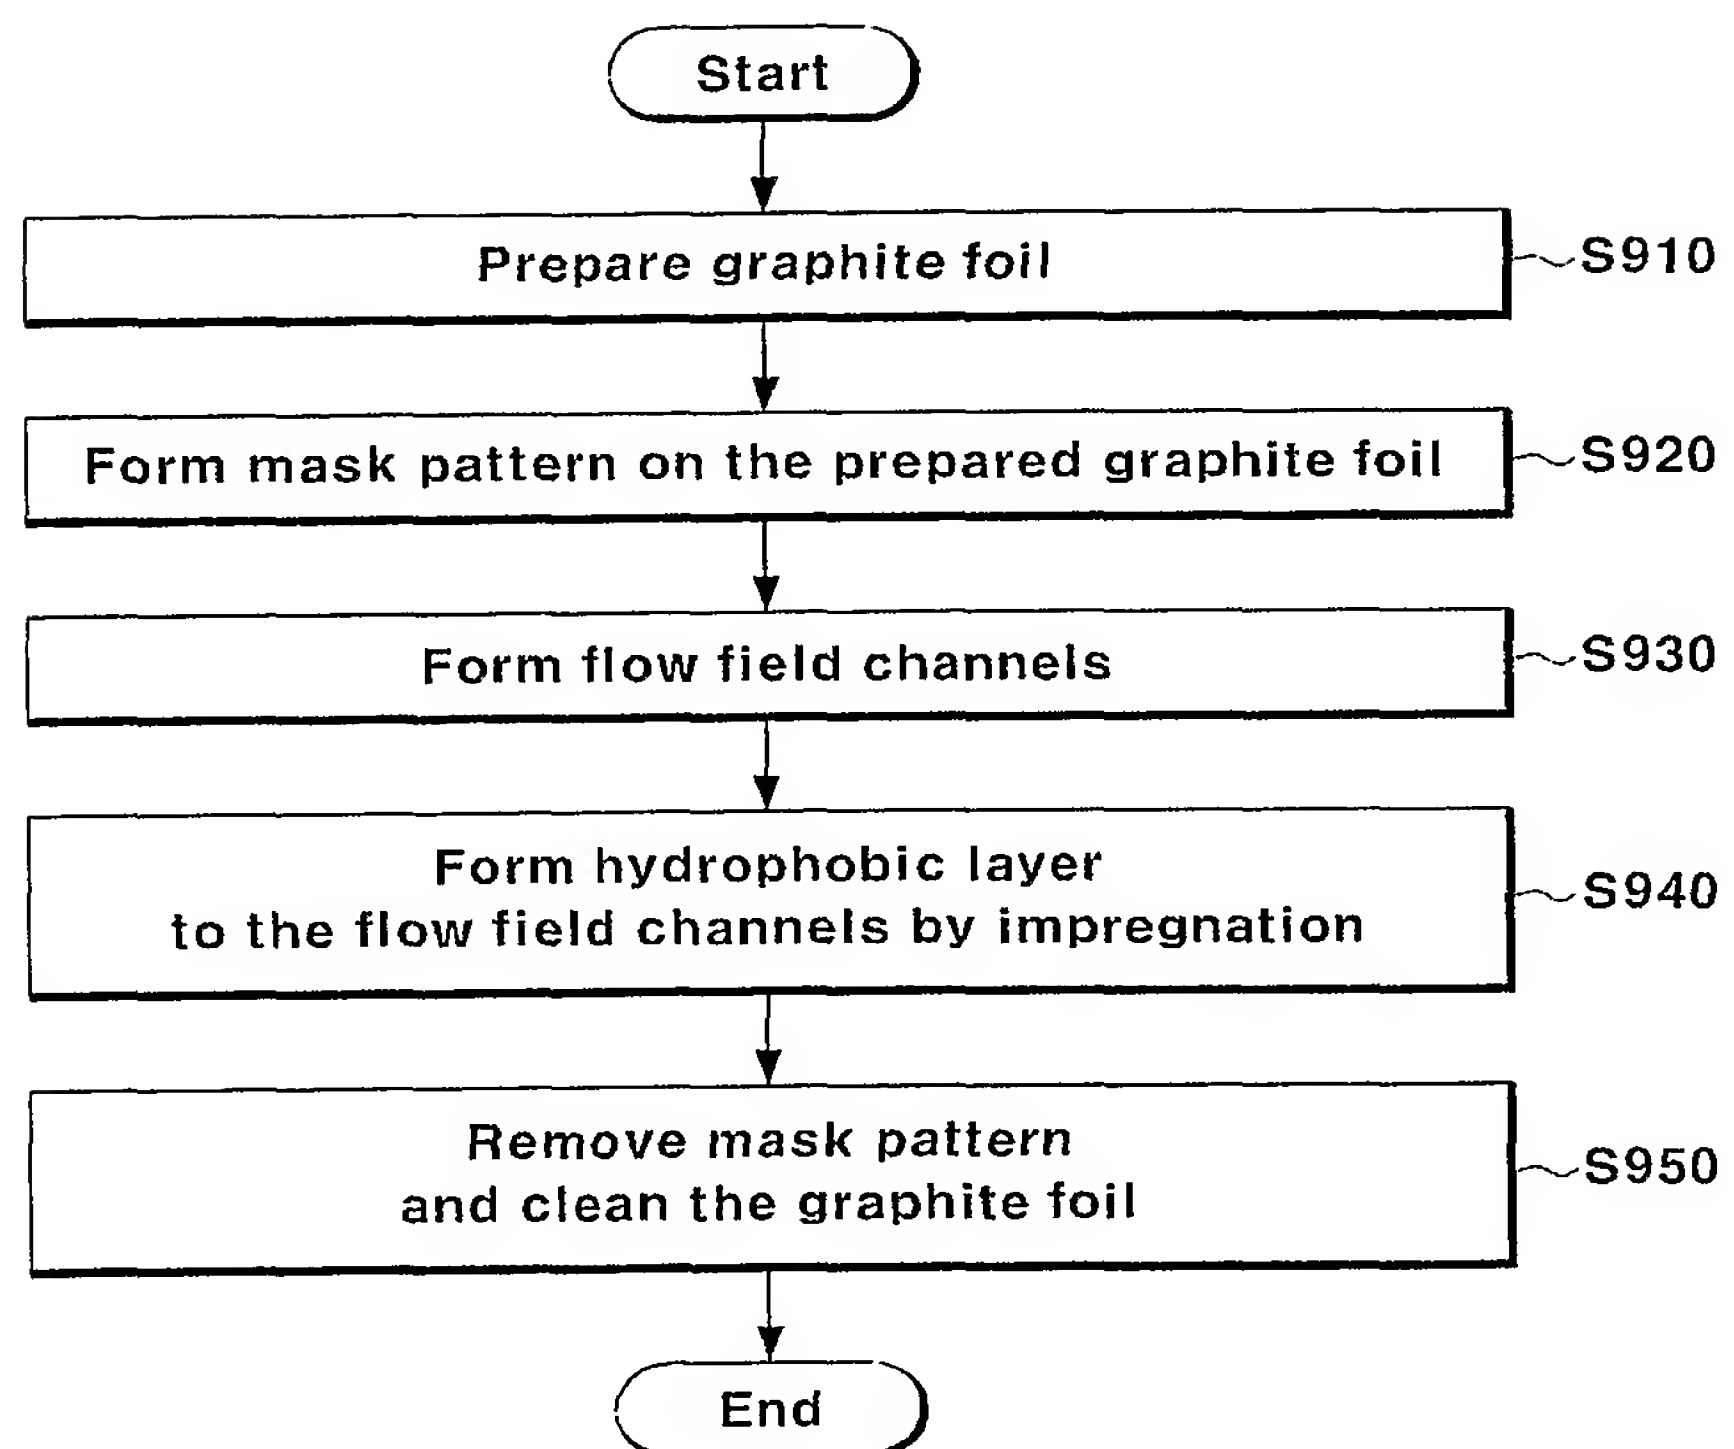 Start
Prepare graphite foil
S910
Form mask pattern on the prepared graphite foil
S920
Form flow field channels
S930
Form hydrophobic layer
to the flow field channels by impregnation
S940
Remove mask pattern
and clean the graphite foil
S950
End